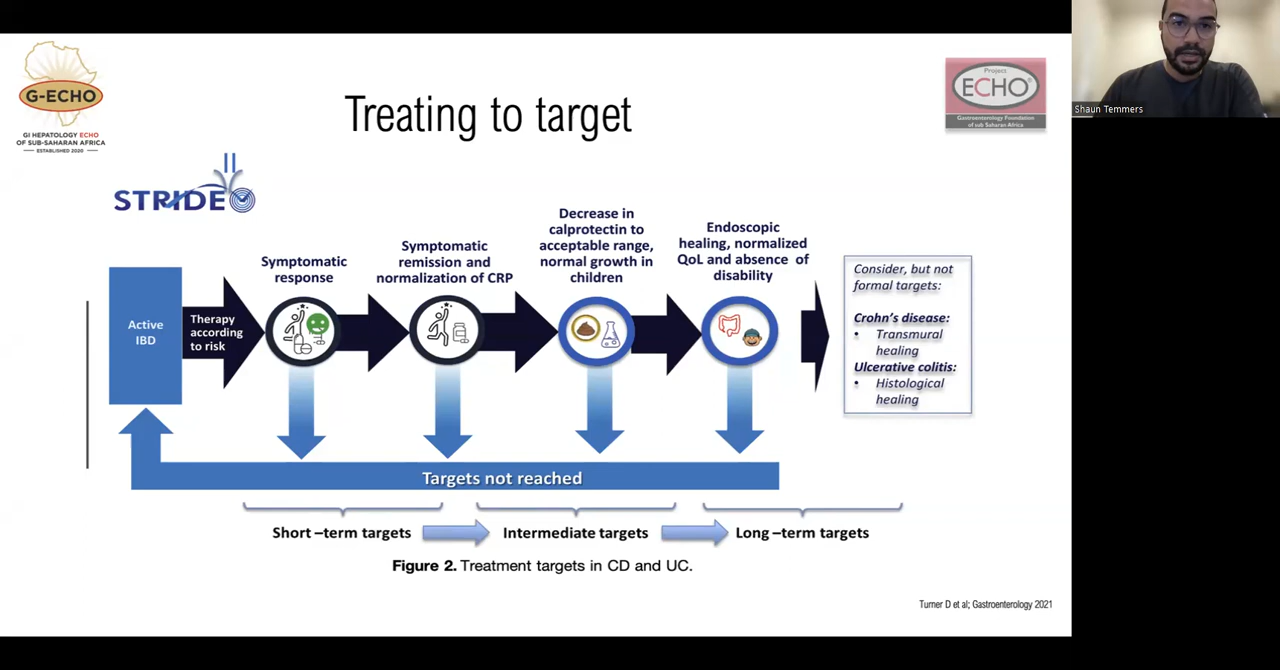 G-ECHO
GI HEPATOLOGY ECHO
OF SUB-SAHARAN AFRICA
ESTABLISHED 2020
Treating to target
Project
ECHO®
Gastroenterology Foundation
of sub Saharan Africa
Shaun Temmers
II
STRIDE
Active
IBD
Therapy
according
to risk
Symptomatic
response
Symptomatic
remission and
normalization of CRP
Decrease in
calprotectin to
acceptable range,
normal growth in
children
Endoscopic
healing, normalized
QoL and absence of
disability
Consider, but not
formal targets:
Crohn's disease:
• Transmural
healing
Ulcerative colitis:
• Histological
healing
Targets not reached
Short –term targets
Intermediate targets
Long –term targets
Figure 2. Treatment targets in CD and UC.
Turner D et al; Gastroenterology 2021